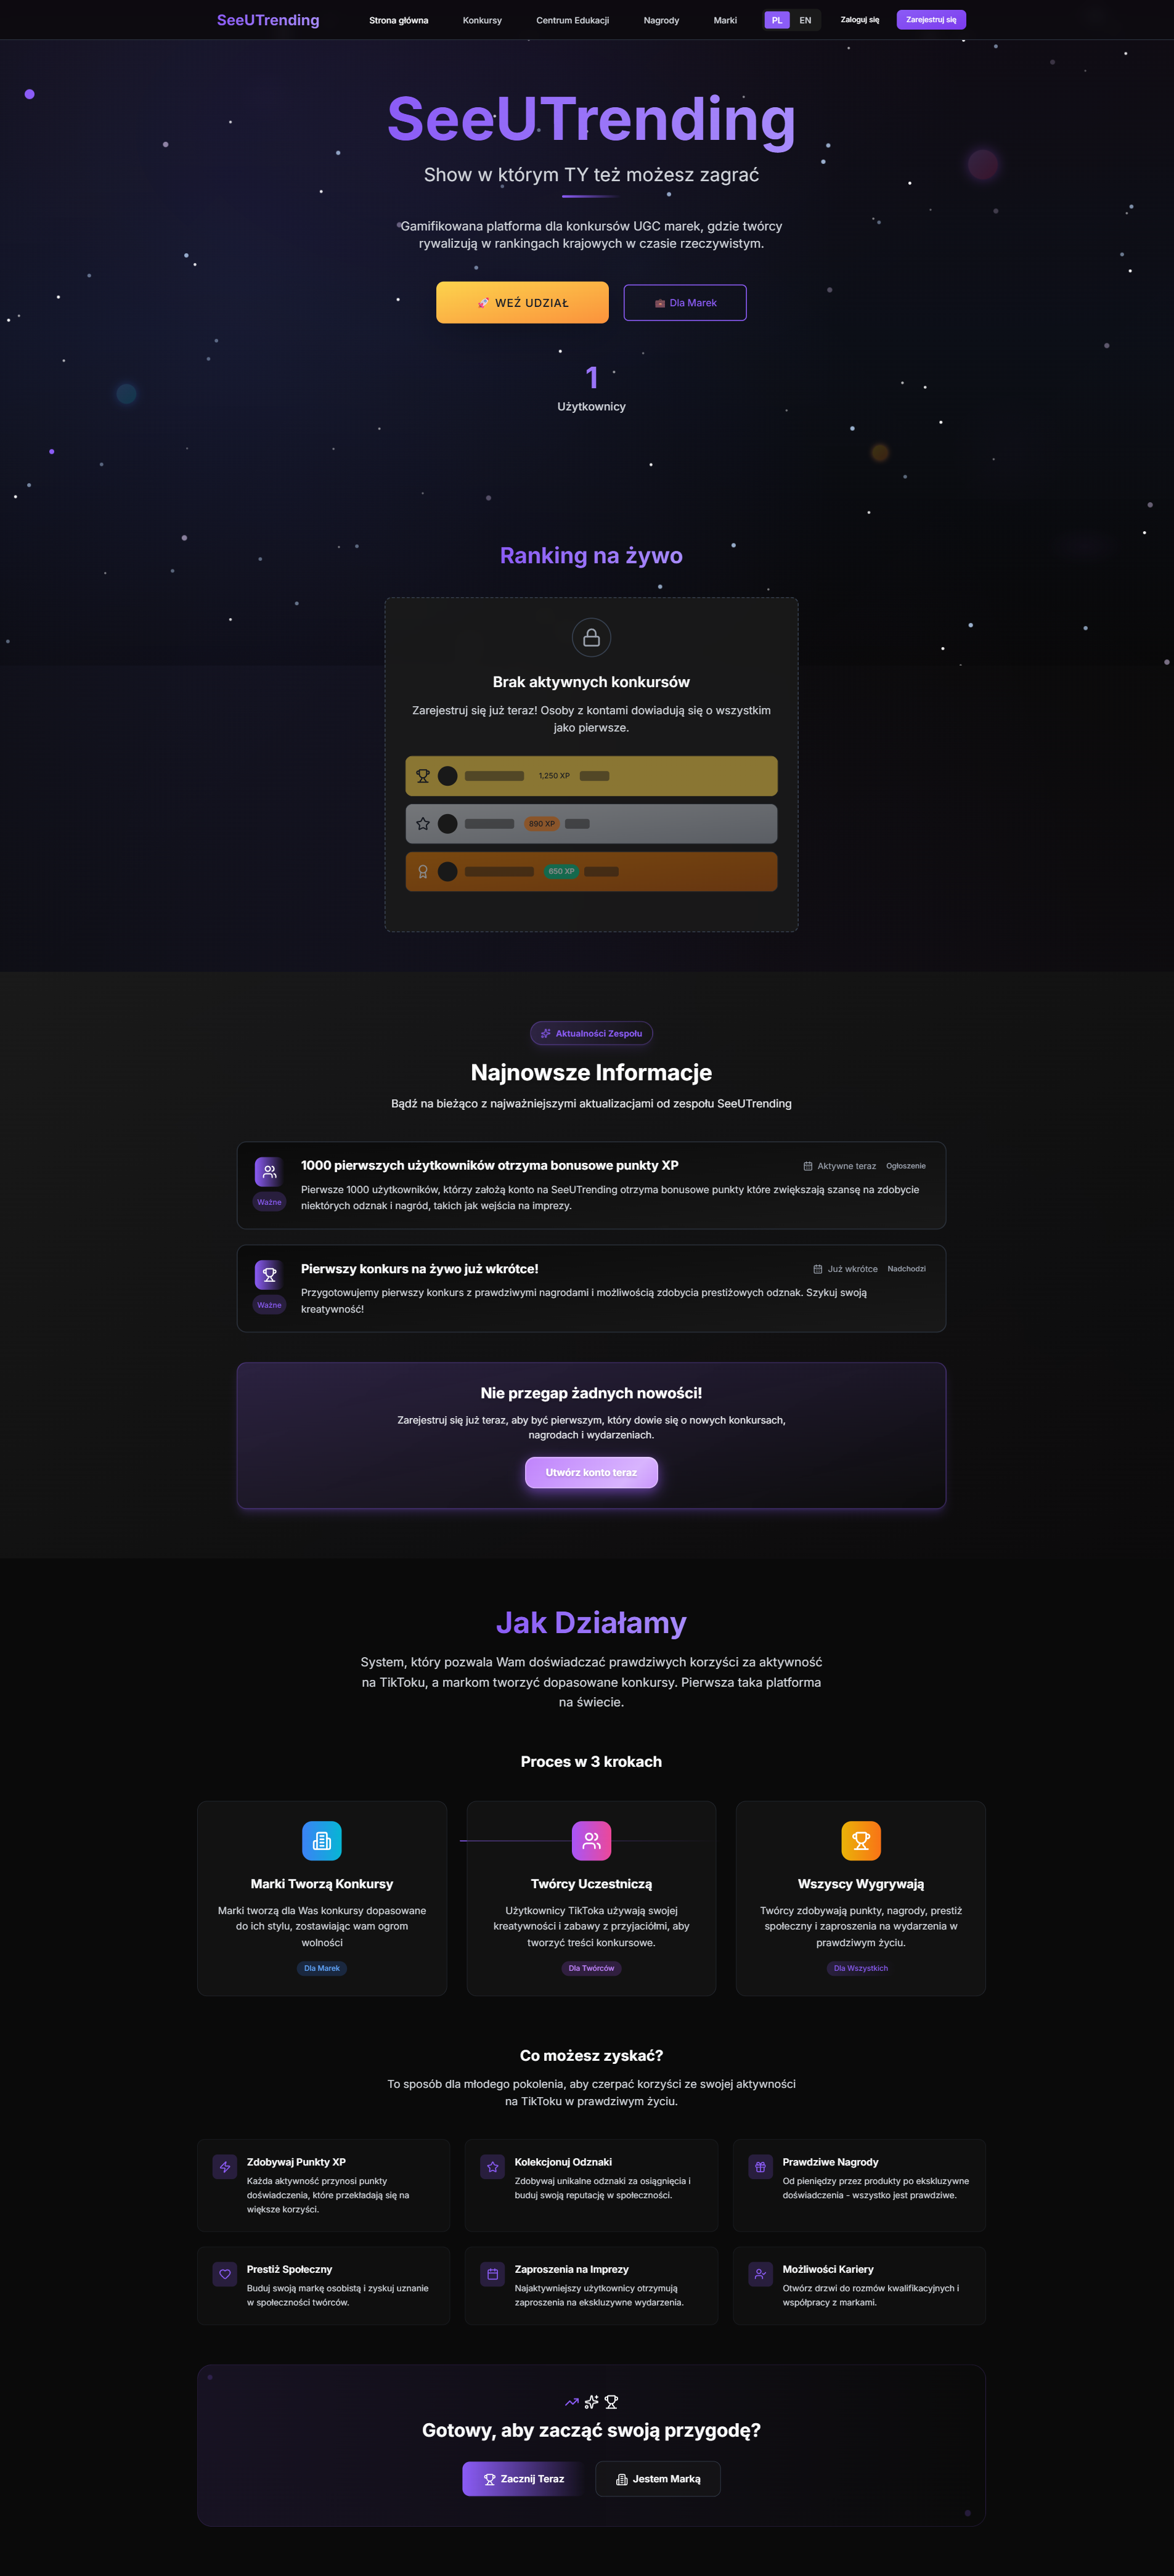 SeeUTrending
Strona główna
Konkursy
Centrum Edukacji
Nagrody
Marki
PL
EN
Zaloguj się
Zarejestruj się
SeeUTrending
Show w którym TY też możesz zagrać
Gamifikowana platforma dla konkursów UGC marek, gdzie twórcy
rywalizują w rankingach krajowych w czasie rzeczywistym.
🚀 WEŹ UDZIAŁ
💼 Dla Marek
1
Użytkownicy
Ranking na żywo
Brak aktywnych konkursów
Zarejestruj się już teraz! Osoby z kontami dowiadują się o wszystkim
jako pierwsze.
1,250 XP
890 XP
650 XP
Aktualności Zespołu
Najnowsze Informacje
Bądź na bieżąco z najważniejszymi aktualizacjami od zespołu SeeUTrending
1000 pierwszych użytkowników otrzyma bonusowe punkty XP
Aktywne teraz
Ogłoszenie
Ważne
Pierwsze 1000 użytkowników, którzy założą konto na SeeUTrending otrzyma bonusowe punkty które zwiększają szansę na zdobycie
niektórych odznak i nagród, takich jak wejścia na imprezy.
Pierwszy konkurs na żywo już wkrótce!
Już wkrótce
Nadchodzi
Ważne
Przygotowujemy pierwszy konkurs z prawdziwymi nagrodami i możliwością zdobycia prestiżowych odznak. Szykuj swoją
kreatywność!
Nie przegap żadnych nowości!
Zarejestruj się już teraz, aby być pierwszym, który dowie się o nowych konkursach,
nagrodach i wydarzeniach.
Utwórz konto teraz
Jak Działamy
System, który pozwala Wam doświadczać prawdziwych korzyści za aktywność
na TikToku, a markom tworzyć dopasowane konkursy. Pierwsza taka platforma
na świecie.
Proces w 3 krokach
Marki Tworzą Konkursy
Marki tworzą dla Was konkursy dopasowane
do ich stylu, zostawiając wam ogrom
wolności
Dla Marek
Twórcy Uczestniczą
Użytkownicy TikToka używają swojej
kreatywności i zabawy z przyjaciółmi, aby
tworzyć treści konkursowe.
Dla Twórców
Wszyscy Wygrywają
Twórcy zdobywają punkty, nagrody, prestiż
społeczny i zaproszenia na wydarzenia w
prawdziwym życiu.
Dla Wszystkich
Co możesz zyskać?
To sposób dla młodego pokolenia, aby czerpać korzyści ze swojej aktywności
na TikToku w prawdziwym życiu.
Zdobywaj Punkty XP
Każda aktywność przynosi punkty
doświadczenia, które przekładają się na
większe korzyści.
Kolekcjonuj Odznaki
Zdobywaj unikalne odznaki za osiągnięcia i
buduj swoją reputację w społeczności.
Prawdziwe Nagrody
Od pieniędzy przez produkty po ekskluzywne
doświadczenia - wszystko jest prawdziwe.
Prestiż Społeczny
Buduj swoją markę osobistą i zyskuj uznanie
w społeczności twórców.
Zaproszenia na Imprezy
Najaktywniejszy użytkownicy otrzymują
zaproszenia na ekskluzywne wydarzenia.
Możliwości Kariery
Otwórz drzwi do rozmów kwalifikacyjnych i
współpracy z markami.
Gotowy, aby zacząć swoją przygodę?
Zacznij Teraz
Jestem Marką